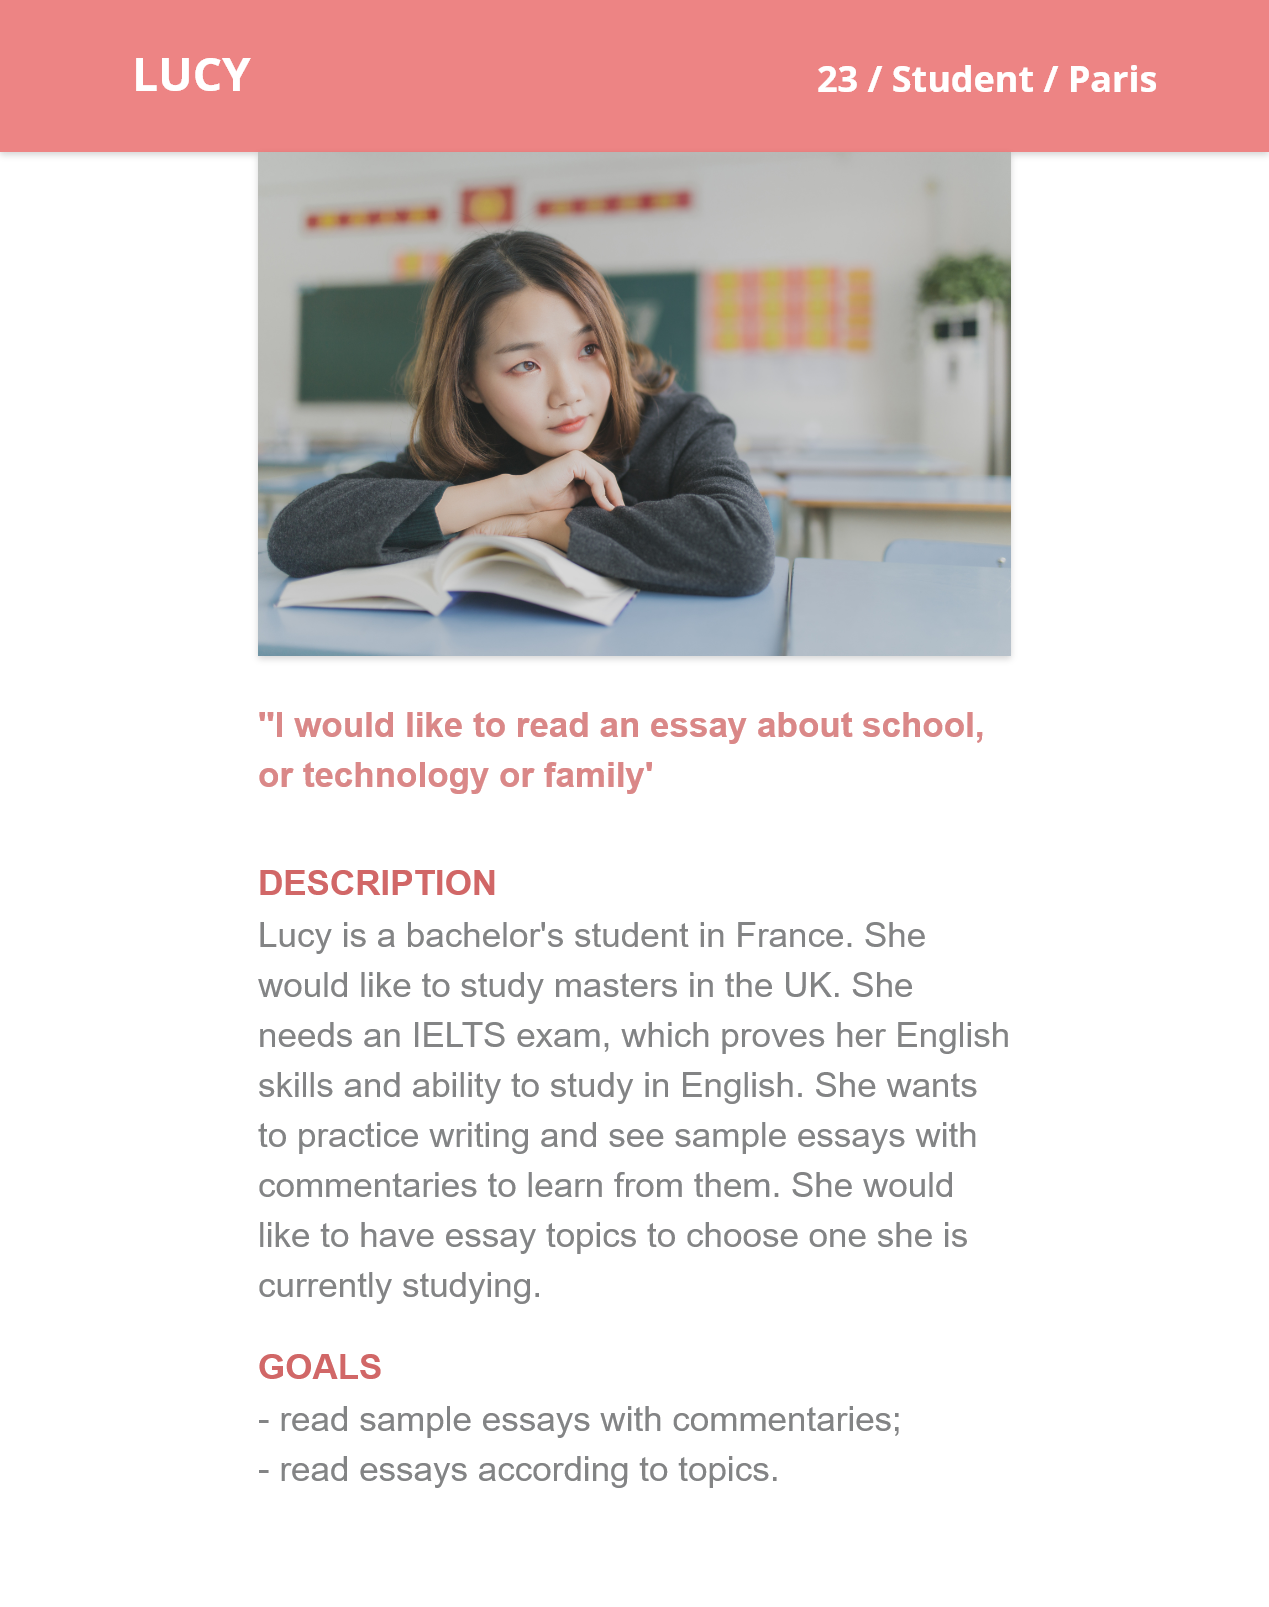 LUCY
23 / Student / Paris
"I would like to read an essay about school,
or technology or family'
DESCRIPTION
Lucy is a bachelor's student in France. She
would like to study masters in the UK. She
needs an IELTS exam, which proves her English
skills and ability to study in English. She wants
to practice writing and see sample essays with
commentaries to learn from them. She would
like to have essay topics to choose one she is
currently studying.
GOALS
- read sample essays with commentaries;
- read essays according to topics.